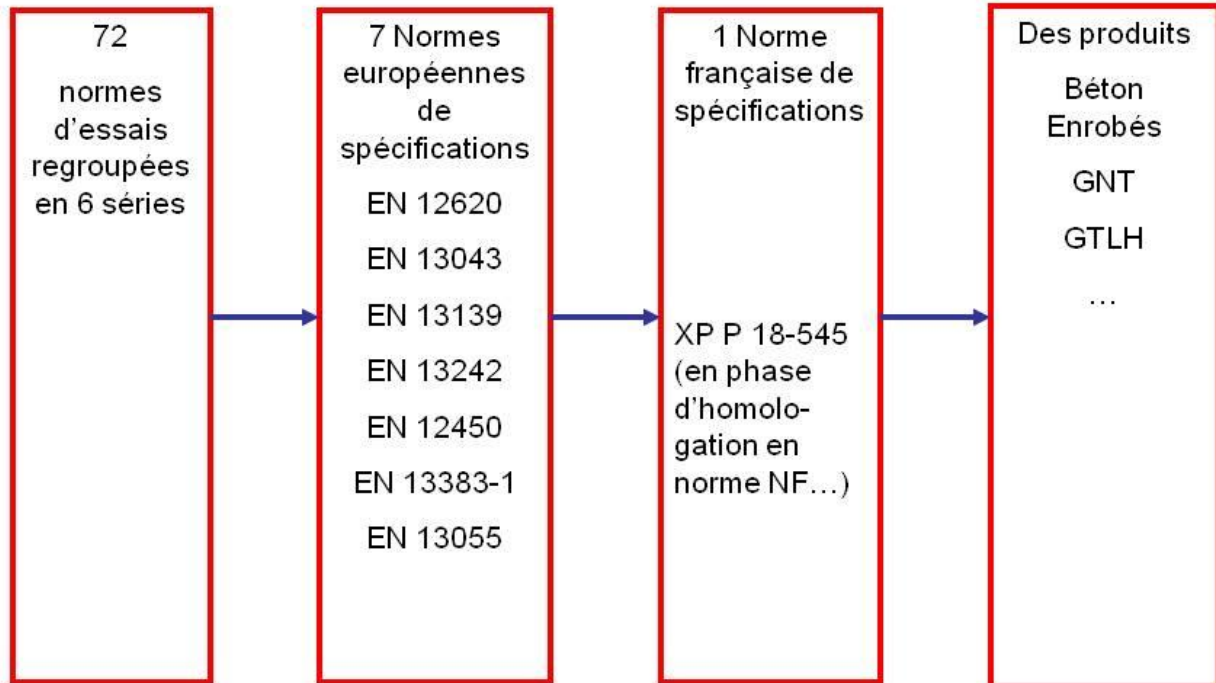 72
normes
d'essais
regroupées
en 6 séries
7 Normes
européennes
de
spécifications
EN 12620
EN 13043
EN 13139
EN 13242
EN 12450
EN 13383-1
EN 13055
1 Norme
française de
spécifications
XP P 18-545
(en phase
d'homolo-
gation en
norme NF...)
Des produits
Béton
Enrobés
GNT
GTLH
...